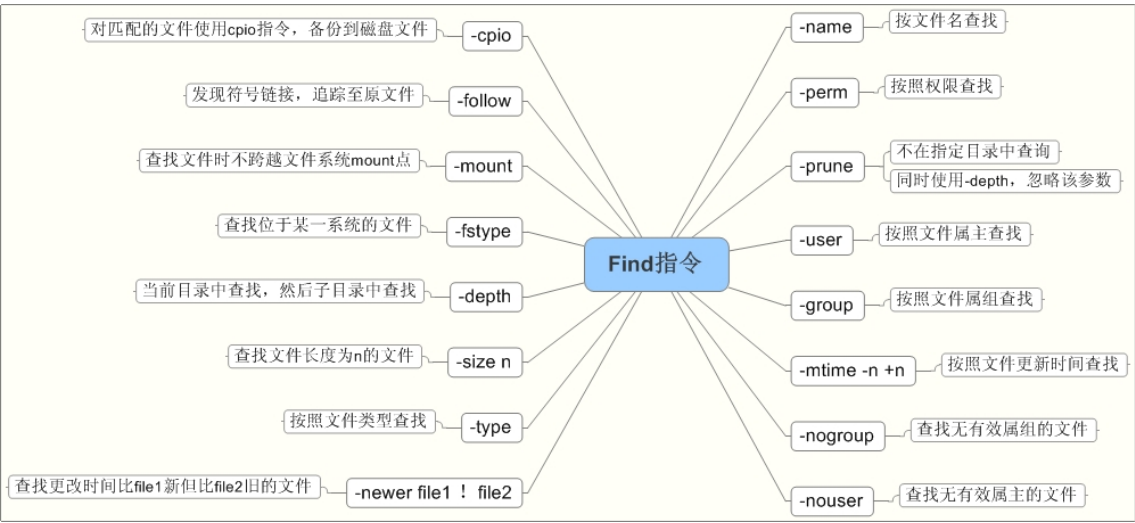 Find指令
-name
按文件名查找
-perm
按照权限查找
-prune
不在指定目录中查询
同时使用-depth，忽略该参数
-user
按照文件属主查找
-group
按照文件属组查找
-mtime -n +n
按照文件更新时间查找
-nogroup
查找无有效属组的文件
-nouser
查找无有效属主的文件
对匹配的文件使用cpio指令，备份到磁盘文件
-cpio
发现符号链接，追踪至原文件
-follow
查找文件时不跨越文件系统mount点
-mount
查找位于某一系统的文件
-fstype
当前目录中查找，然后子目录中查找
-depth
查找文件长度为n的文件
-size n
按照文件类型查找
-type
查找更改时间比file1新但比file2旧的文件
-newer file1 ！ file2